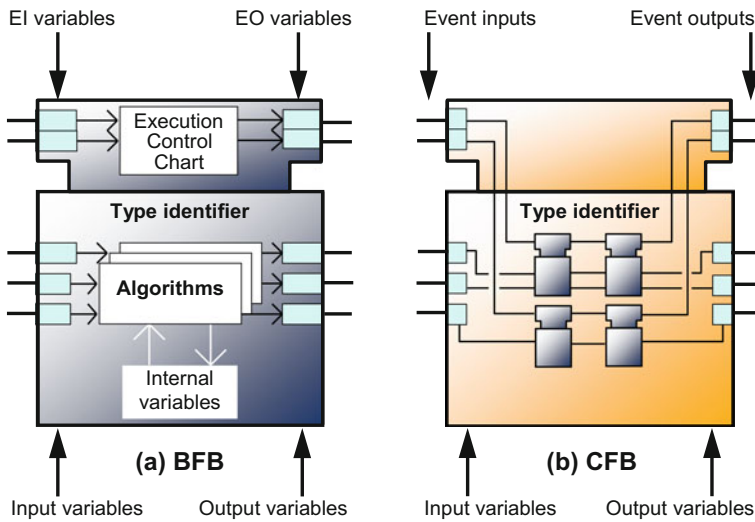 EI variables
EO variables
Event inputs
Event outputs
Execution
Control
Chart
Type identifier
Type identifier
Algorithms
Internal
variables
(a) BFB
(b) CFB
Input variables
Output variables
Input variables
Output variables